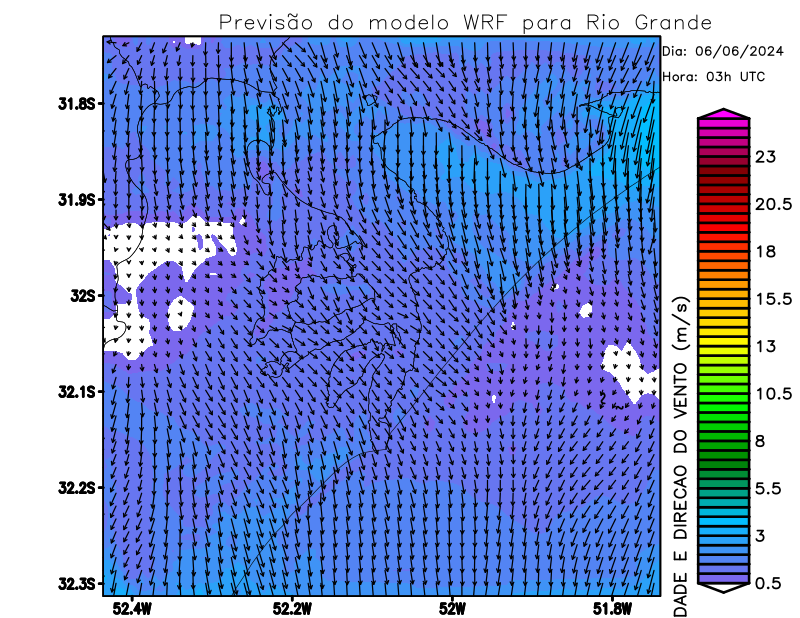 Previsão do modelo WRF para Rio Grande
Dia: 06/06/2024
Hora: 03h UTC
31.8S
31.9S
32S
32.1S
32.2S
32.3S
52.4W
52.2W
52W
51.8W
23
20.5
18
15.5
13
10.5
8
5.5
3
0.5
DADE E DIRECAO DO VENTO (m/s)